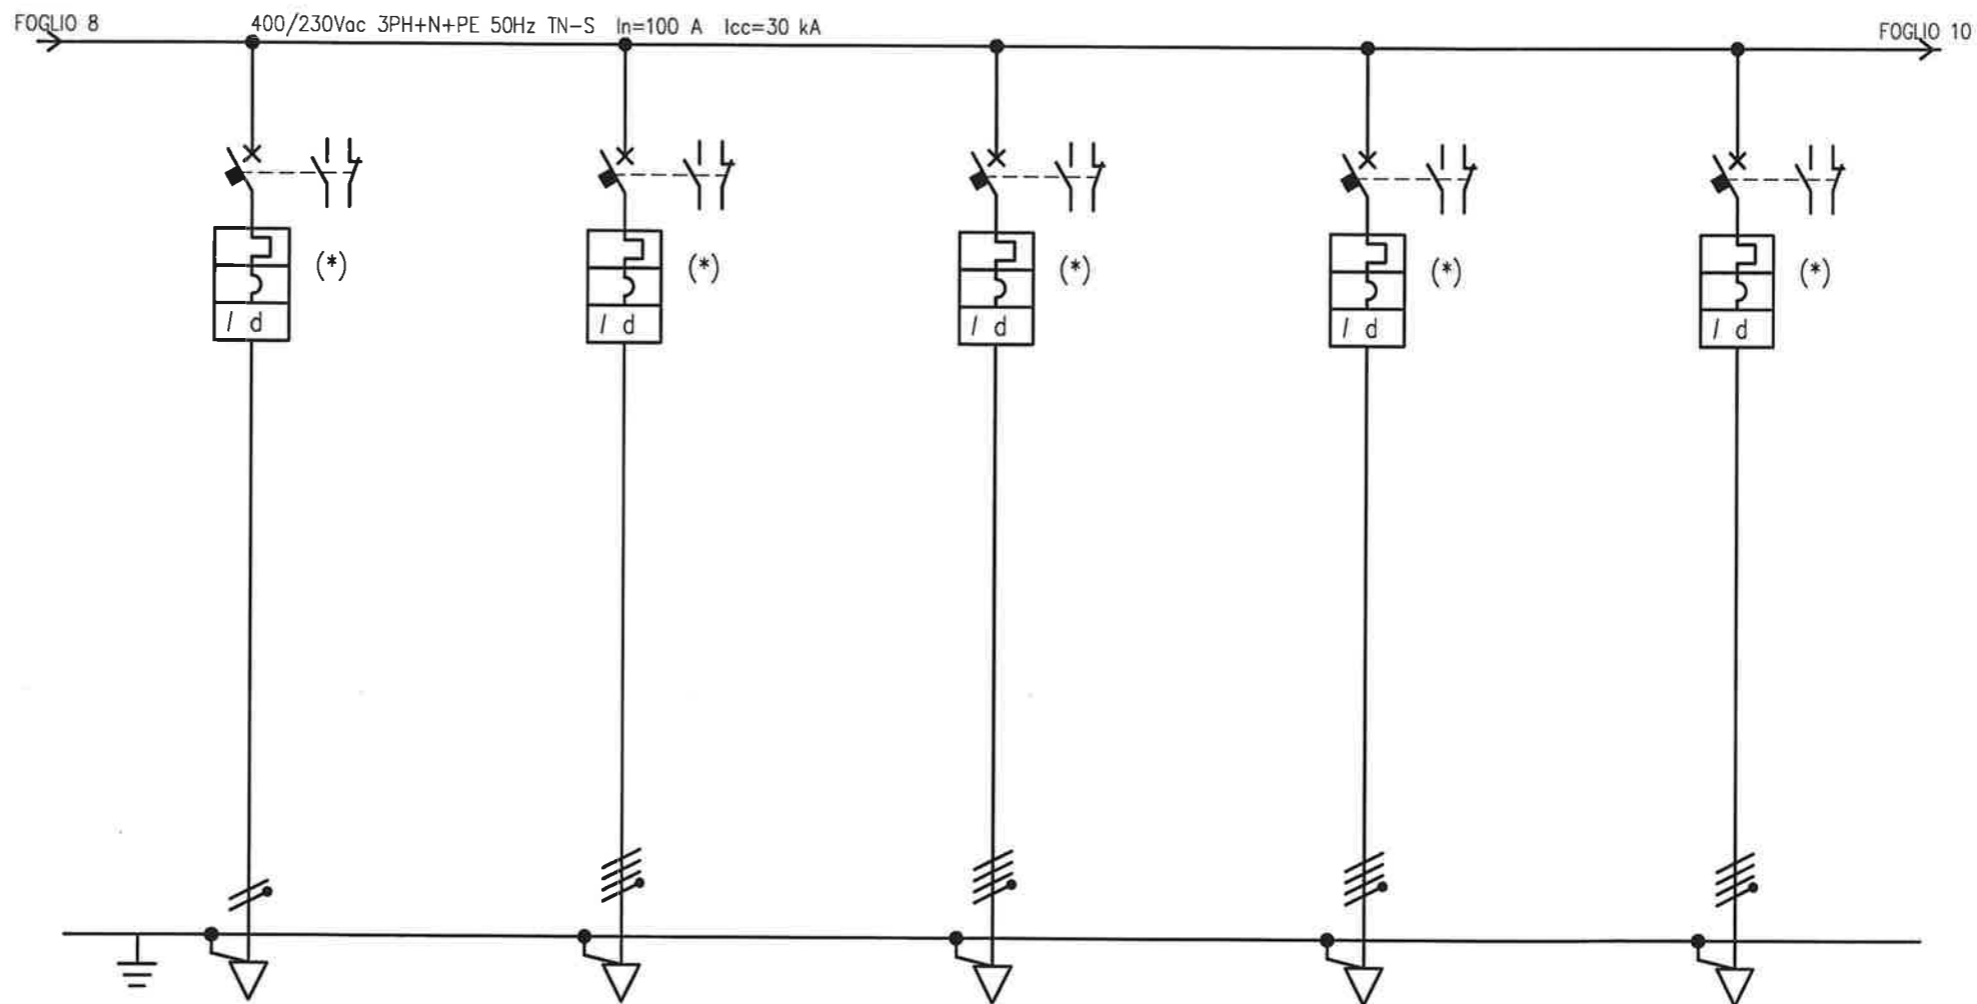 FOGLIO 8
400/230Vac 3PH+N+PE 50Hz TN-S In=100 A Icc=30 kA
FOGLIO 10
(*)
(*)
(*)
(*)
(*)
I d
I d
I d
I d
I d